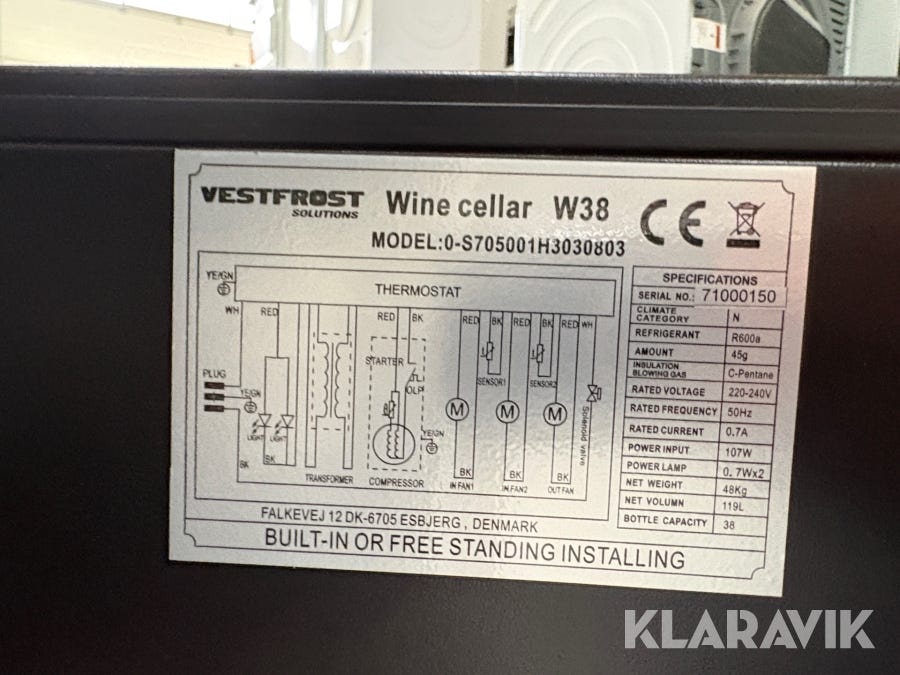 VESTFROST
SOLUTIONS
Wine cellar W38
MODEL:0-S705001H3030803
CE
YE/GN
THERMOSTAT
WH
RED
RED
BK
RED
BK
RED
BK
RED
WH
STARTER
OLP
SENSOR1
SENSOR2
PLUG
YE/GN
M
M
M
Solenoid valve
LIGHT
LIGHT
YE/GN
BK
BK
BK
BK
BK
TRANSFORMER
COMPRESSOR
IN FAN1
IN FAN2
OUT FAN
SPECIFICATIONS
SERIAL NO.: 71000150
CLIMATE CATEGORY N
REFRIGERANT R600a
AMOUNT 45g
INSULATION BLOWING GAS C-Pentane
RATED VOLTAGE 220-240V
RATED FREQUENCY 50Hz
RATED CURRENT 0.7A
POWER INPUT 107W
POWER LAMP 0.7W×2
NET WEIGHT 48Kg
NET VOLUMN 119L
BOTTLE CAPACITY 38
FALKEVEJ 12 DK-6705 ESBJERG, DENMARK
BUILT-IN OR FREE STANDING INSTALLING
KLARAVIK